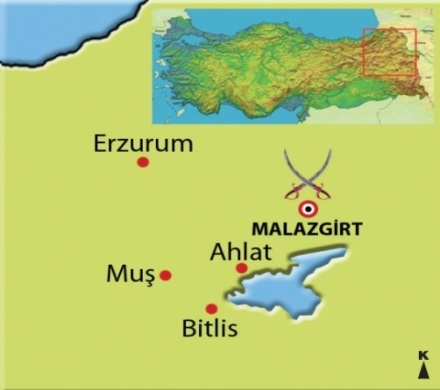 Erzurum
MALAZGİRT
Ahlat
Muş
Bitlis
K